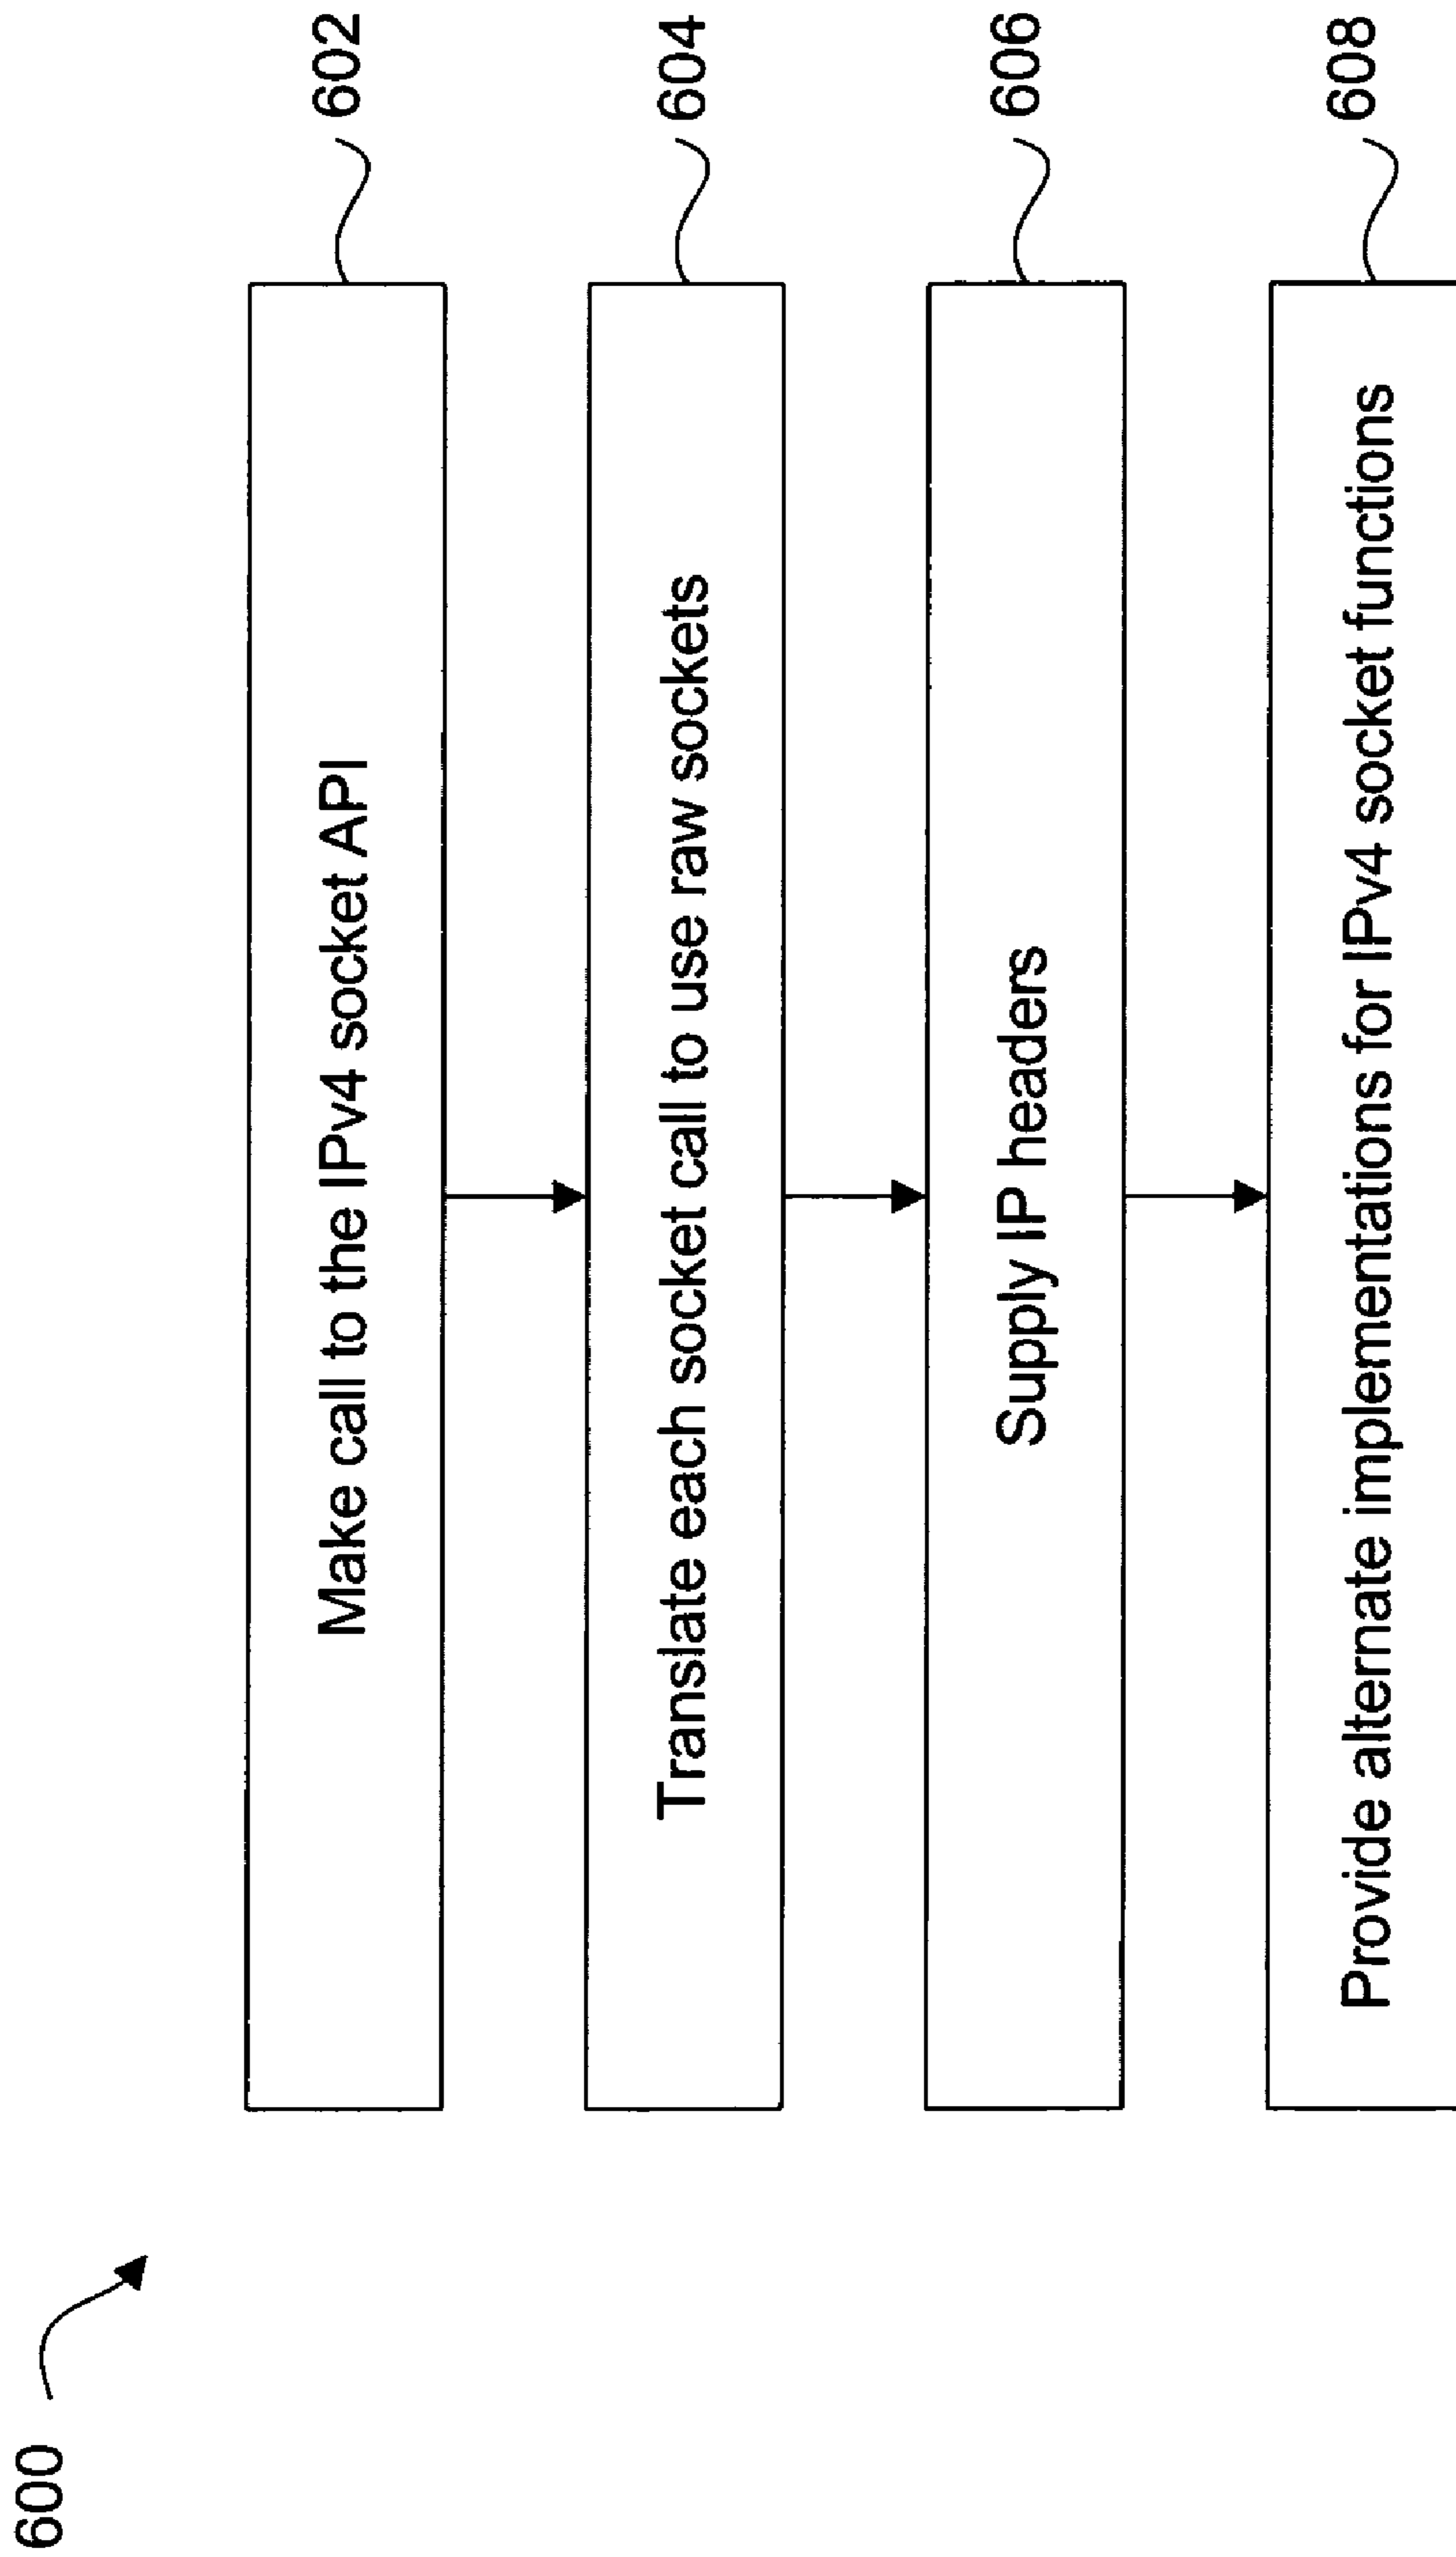 600
Make call to the IPv4 socket API
602
Translate each socket call to use raw sockets
604
Supply IP headers
606
Provide alternate implementations for IPv4 socket functions
608